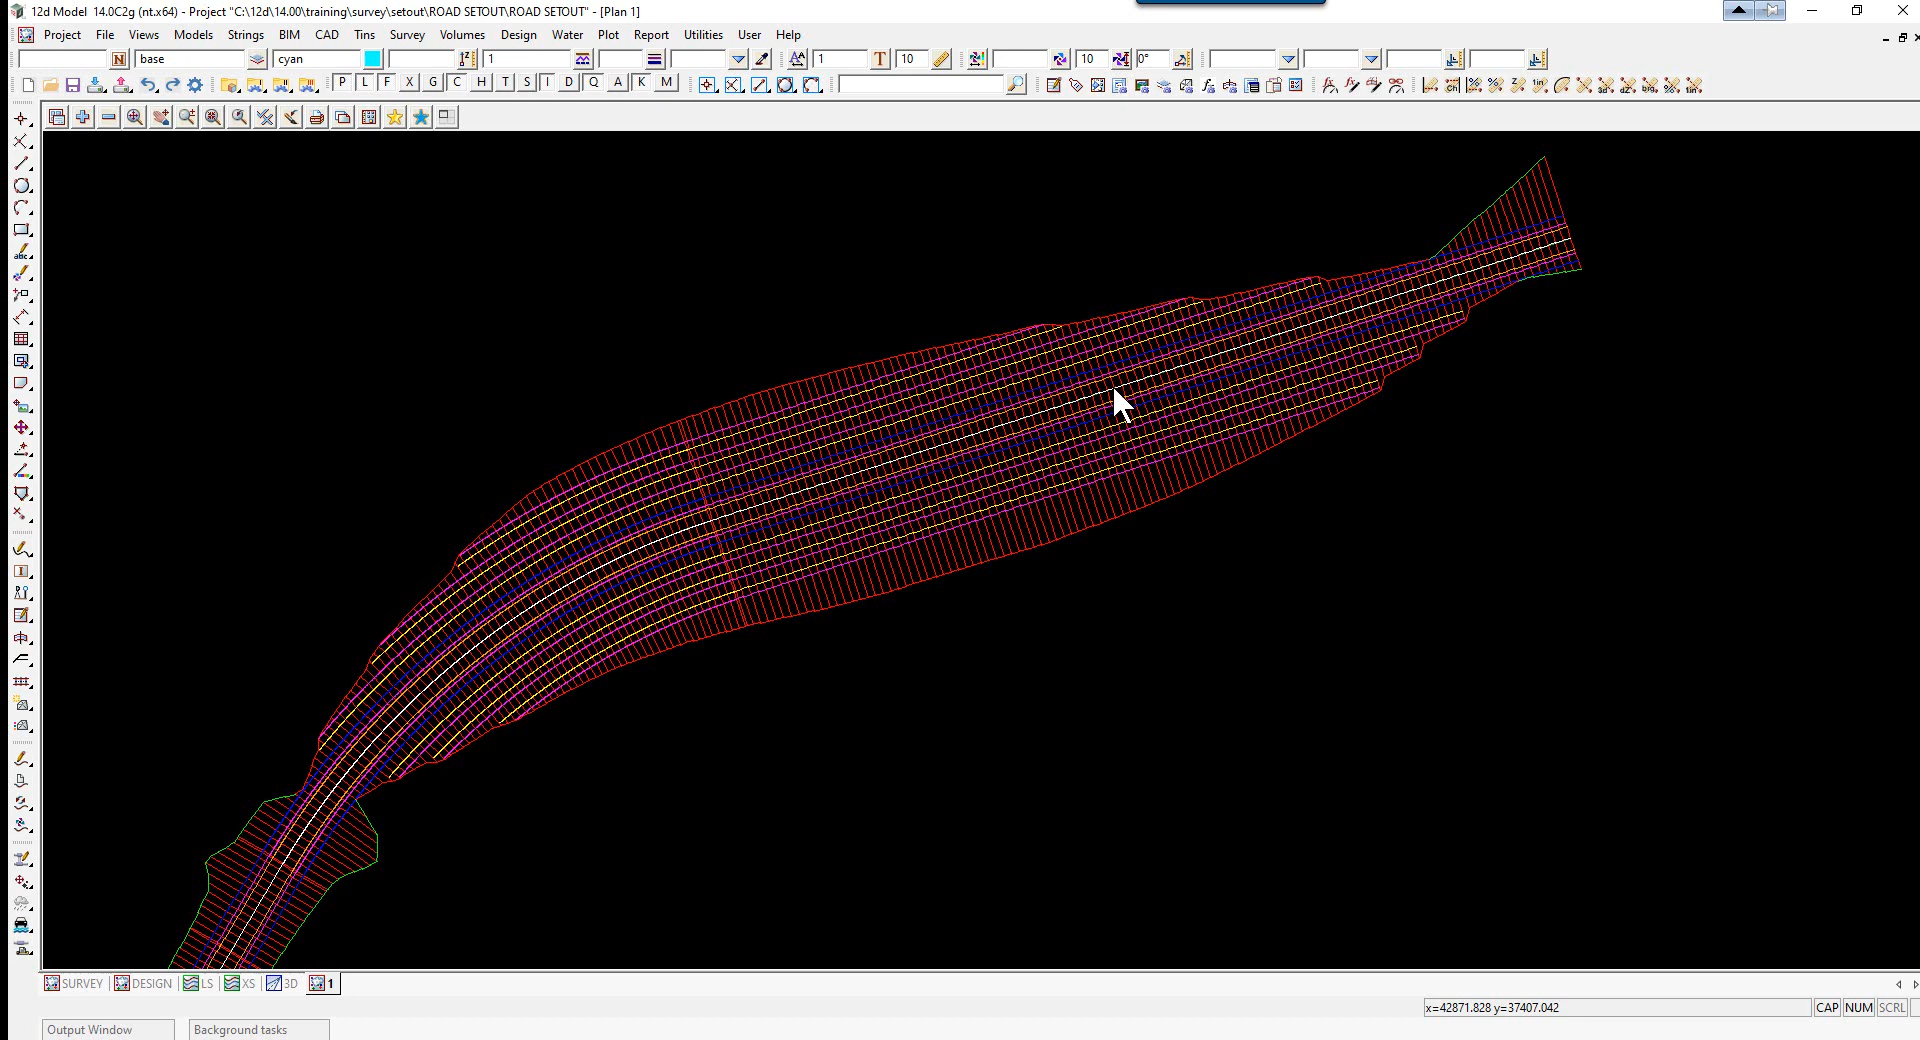 12d Model 14.0C2g (nt.x64) - Project "C:\12d\14.00\training\survey\setout\ROAD SETOUT\ROAD SETOUT" - [Plan 1]
Project File Views Models Strings BIM CAD Tins Survey Volumes Design Water Plot Report Utilities User Help
N base cyan 1 1 T 10 10 0°
P L F X G C H T S I D Q A K M
abc
SURVEY DESIGN LS XS 3D 1
x=42871.828 y=37407.042 CAP NUM SCRL
Output Window Background tasks